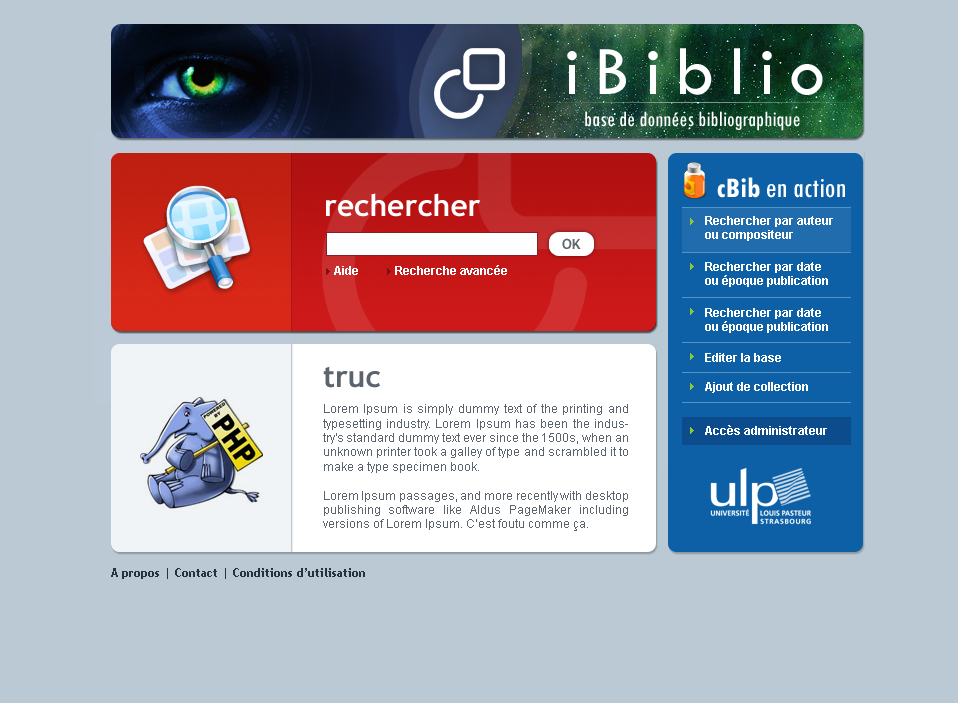 iBiblio
base de données bibliographique
rechercher
OK
Aide
Recherche avancée
truc
Lorem Ipsum is simply dummy text of the printing and
typesetting industry. Lorem Ipsum has been the indus-
try's standard dummy text ever since the 1500s, when an
unknown printer took a galley of type and scrambled it to
make a type specimen book.
Lorem Ipsum passages, and more recently with desktop
publishing software like Aldus PageMaker including
versions of Lorem Ipsum. C'est foutu comme ça.
POWERED
BY
PHP
cBib en action
Rechercher par auteur
ou compositeur
Rechercher par date
ou époque publication
Rechercher par date
ou époque publication
Editer la base
Ajout de collection
Accès administrateur
ulp
UNIVERSITÉ LOUIS PASTEUR
STRASBOURG
A propos | Contact | Conditions d'utilisation